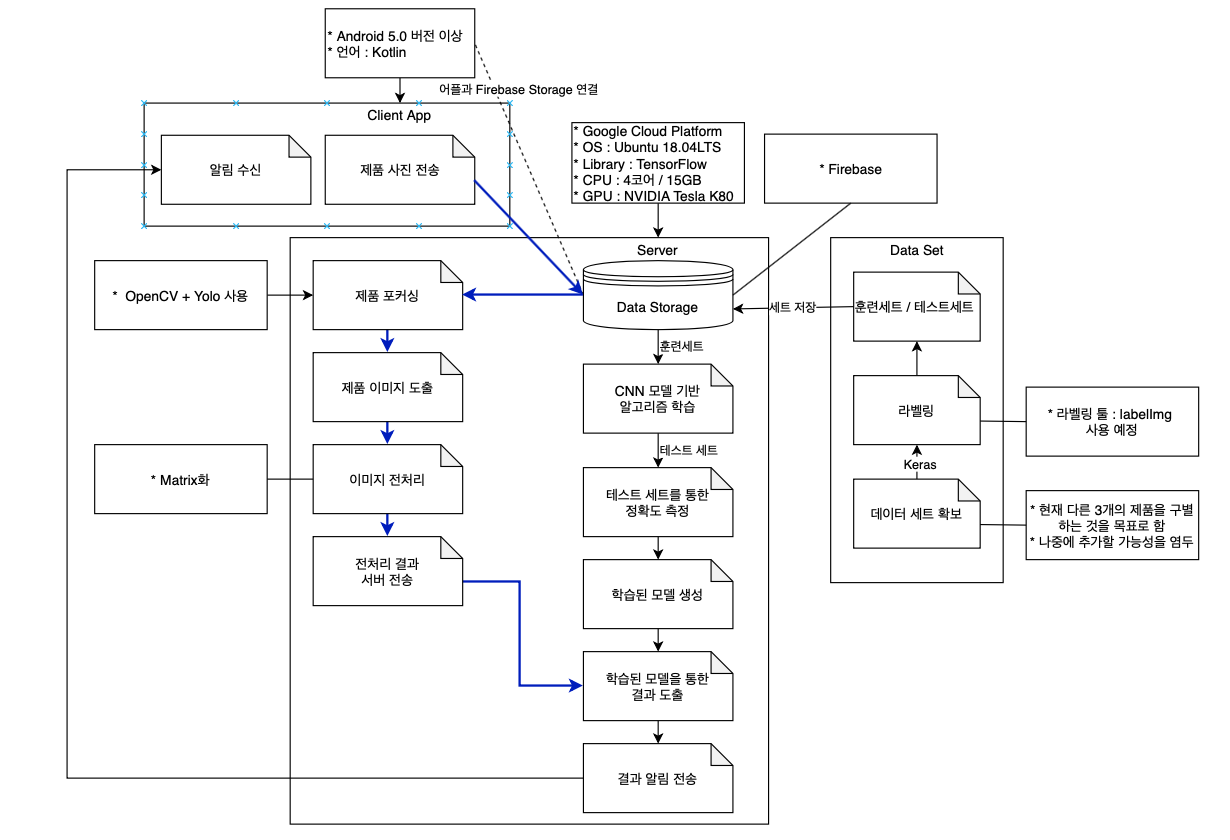 * Android 5.0 버전 이상
* 언어 : Kotlin
어플과 Firebase Storage 연결
Client App
알림 수신
제품 사진 전송
* Google Cloud Platform
* OS : Ubuntu 18.04LTS
* Library : TensorFlow
* CPU : 4코어 / 15GB
* GPU : NVIDIA Tesla K80
* Firebase
Server
Data Set
* OpenCV + Yolo 사용
제품 포커싱
Data Storage
세트 저장
훈련세트 / 테스트세트
훈련세트
제품 이미지 도출
CNN 모델 기반
알고리즘 학습
라벨링
* 라벨링 툴 : labelImg
사용 예정
테스트 세트
Keras
* Matrix화
이미지 전처리
테스트 세트를 통한
정확도 측정
데이터 세트 확보
* 현재 다른 3개의 제품을 구별
하는 것을 목표로 함
* 나중에 추가할 가능성을 염두
전처리 결과
서버 전송
학습된 모델 생성
학습된 모델을 통한
결과 도출
결과 알림 전송